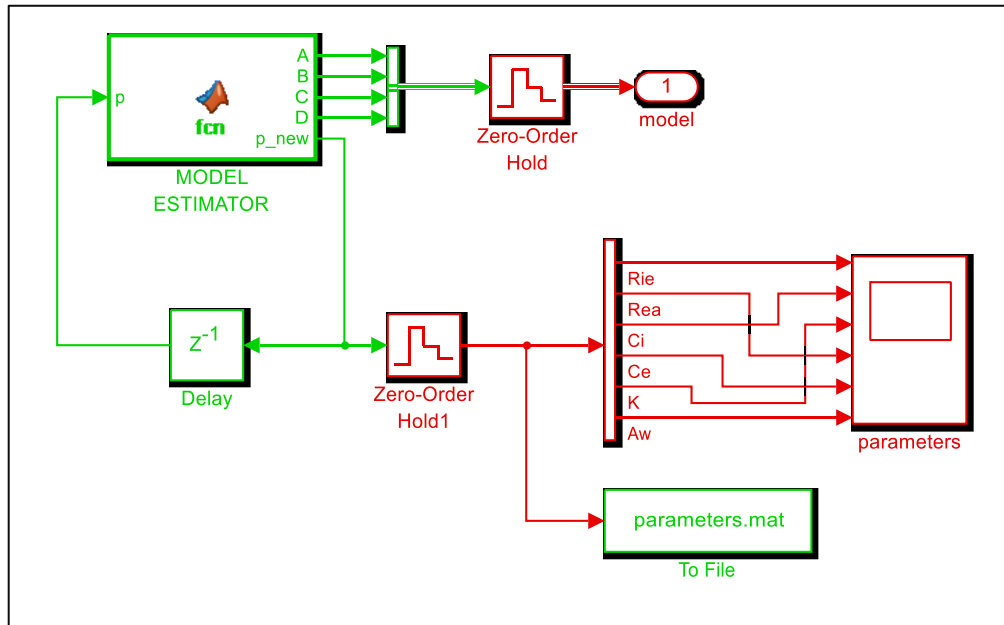 p
A
B
C
D
p_new
fcn
MODEL
ESTIMATOR
Zero-Order
Hold
1
model
Z-1
Delay
Zero-Order
Hold1
Rie
Rea
Ci
Ce
K
Aw
parameters
parameters.mat
To File